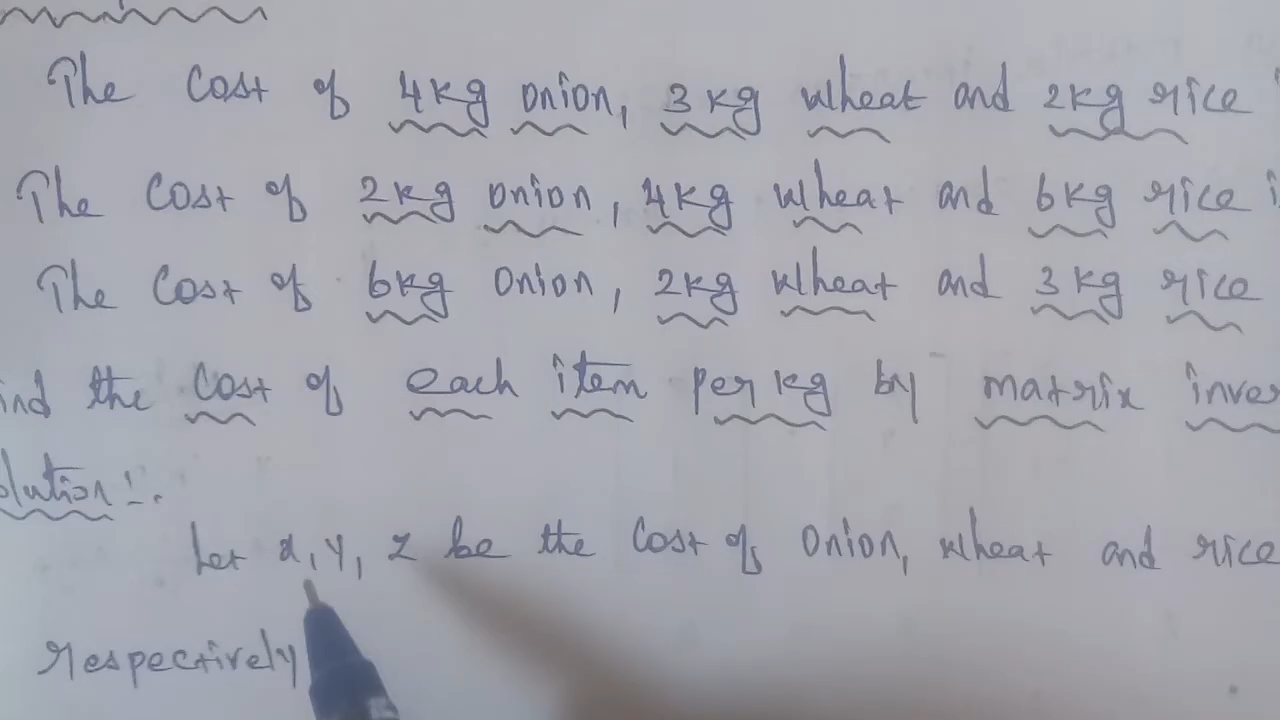 The Cost of 4kg onion, 3kg wheat and 2kg rice
The Cost of 2kg onion, 4kg wheat and 6kg rice
The Cost of 6kg onion, 2kg wheat and 3kg rice
ind the Cost of each item per kg by matrix inver
olution:-
Let x, y, z be the Cost of onion, wheat and rice
respectively